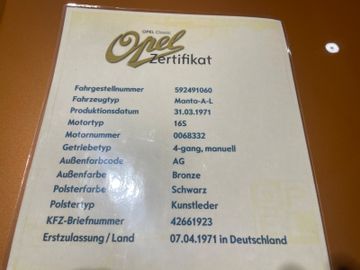 OPEL Classic
Opel
Zertifikat
Fahrgestellnummer 592491060
Fahrzeugtyp Manta-A-L
Produktionsdatum 31.03.1971
Motortyp 16S
Motornummer 0068332
Getriebetyp 4-gang, manuell
Außenfarbcode AG
Außenfarbe Bronze
Polsterfarbe Schwarz
Polstertyp Kunstleder
KFZ-Briefnummer 42661923
Erstzulassung / Land 07.04.1971 in Deutschland